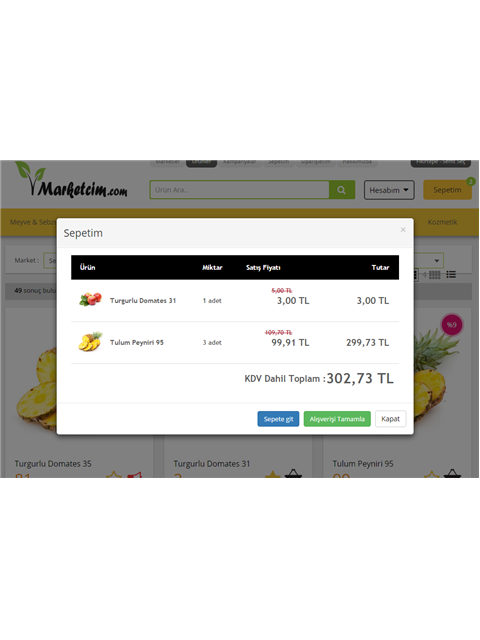 Marketler Ürünler Kampanyalar Sepetim Siparişlerim Hakkımızda
Marketcim.com
Ürün Ara..
Hesabım
Sepetim
2
Meyve & Sebze
Kozmetik
Sepetim
×
Market :
49 sonuç bulu
Ürün Miktar Satış Fiyatı Tutar
5,00 TL
Turgurlu Domates 31 1 adet 3,00 TL 3,00 TL
109,70 TL
Tulum Peyniri 95 3 adet 99,91 TL 299,73 TL
KDV Dahil Toplam :302,73 TL
Sepete git Alışverişi Tamamla Kapat
%9
Turgurlu Domates 35 Turgurlu Domates 31 Tulum Peyniri 95